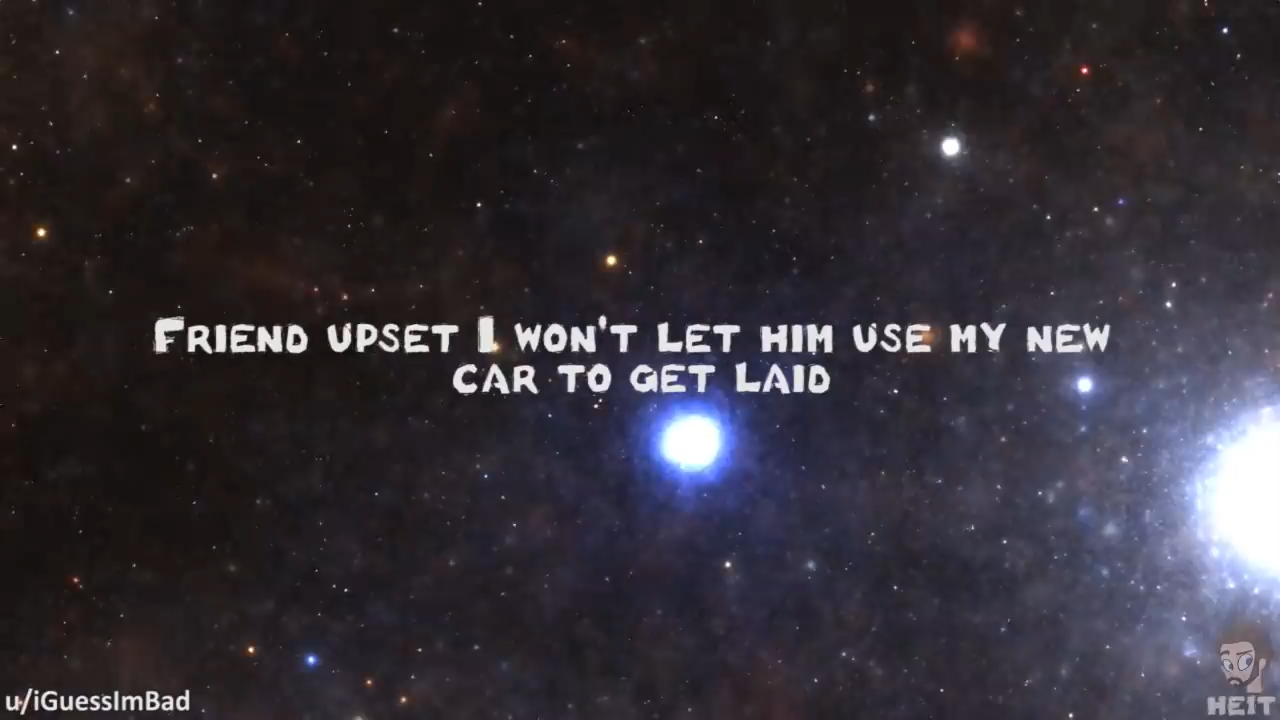 Friend upset I won't let him use my new
car to get laid
u/iGuessImBad
HEIT